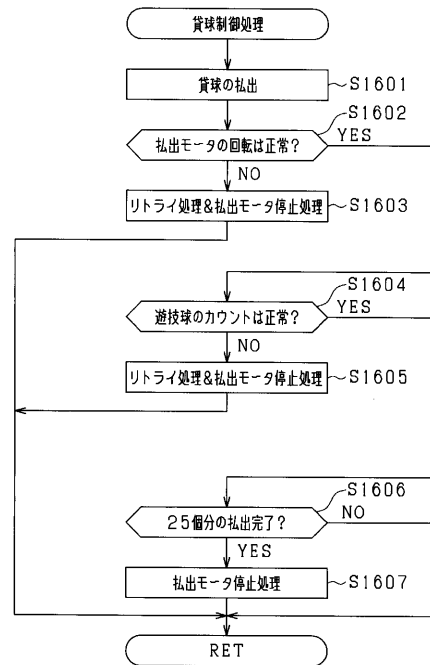 貸球制御処理
貸球の払出
S1601
S1602
払出モータの回転は正常?
YES
NO
リトライ処理&払出モータ停止処理
S1603
S1604
遊技球のカウントは正常?
YES
NO
リトライ処理&払出モータ停止処理
S1605
S1606
25個分の払出完了?
NO
YES
払出モータ停止処理
S1607
RET